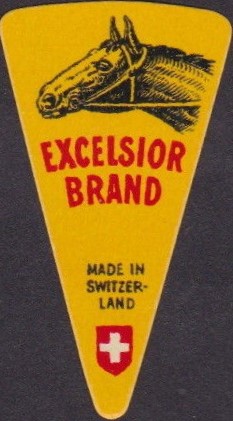 EXCELSIOR
BRAND
MADE IN
SWITZER-
LAND